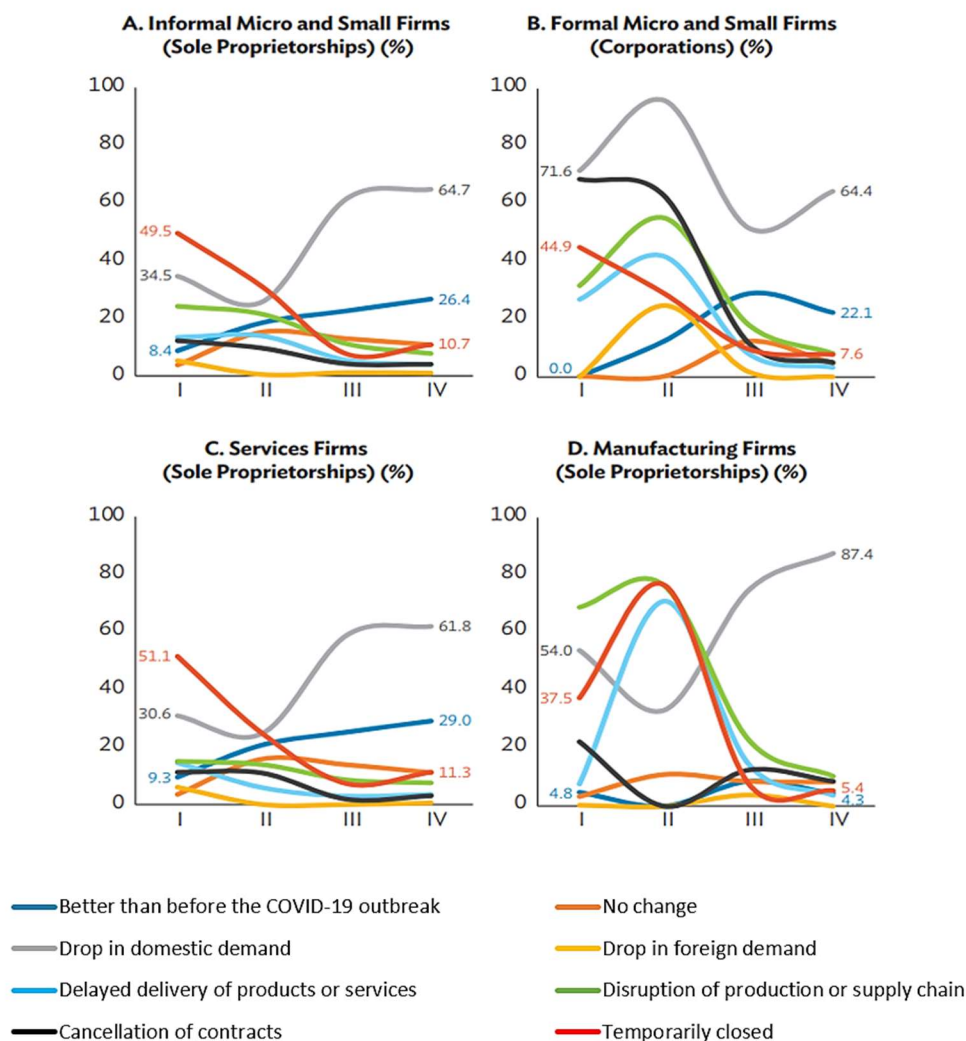 A. Informal Micro and Small Firms
(Sole Proprietorships) (%)
100
80
60
40
20
0
49.5
34.5
8.4
64.7
26.4
10.7
I II III IV
B. Formal Micro and Small Firms
(Corporations) (%)
100
80
60
40
20
0
71.6
44.9
0.0
64.4
22.1
7.6
I II III IV
C. Services Firms
(Sole Proprietorships) (%)
100
80
60
40
20
0
51.1
30.6
9.3
61.8
29.0
11.3
I II III IV
D. Manufacturing Firms
(Sole Proprietorships) (%)
100
80
60
40
20
0
54.0
37.5
4.8
87.4
5.4
4.3
I II III IV
Better than before the COVID-19 outbreak
No change
Drop in domestic demand
Drop in foreign demand
Delayed delivery of products or services
Disruption of production or supply chain
Cancellation of contracts
Temporarily closed